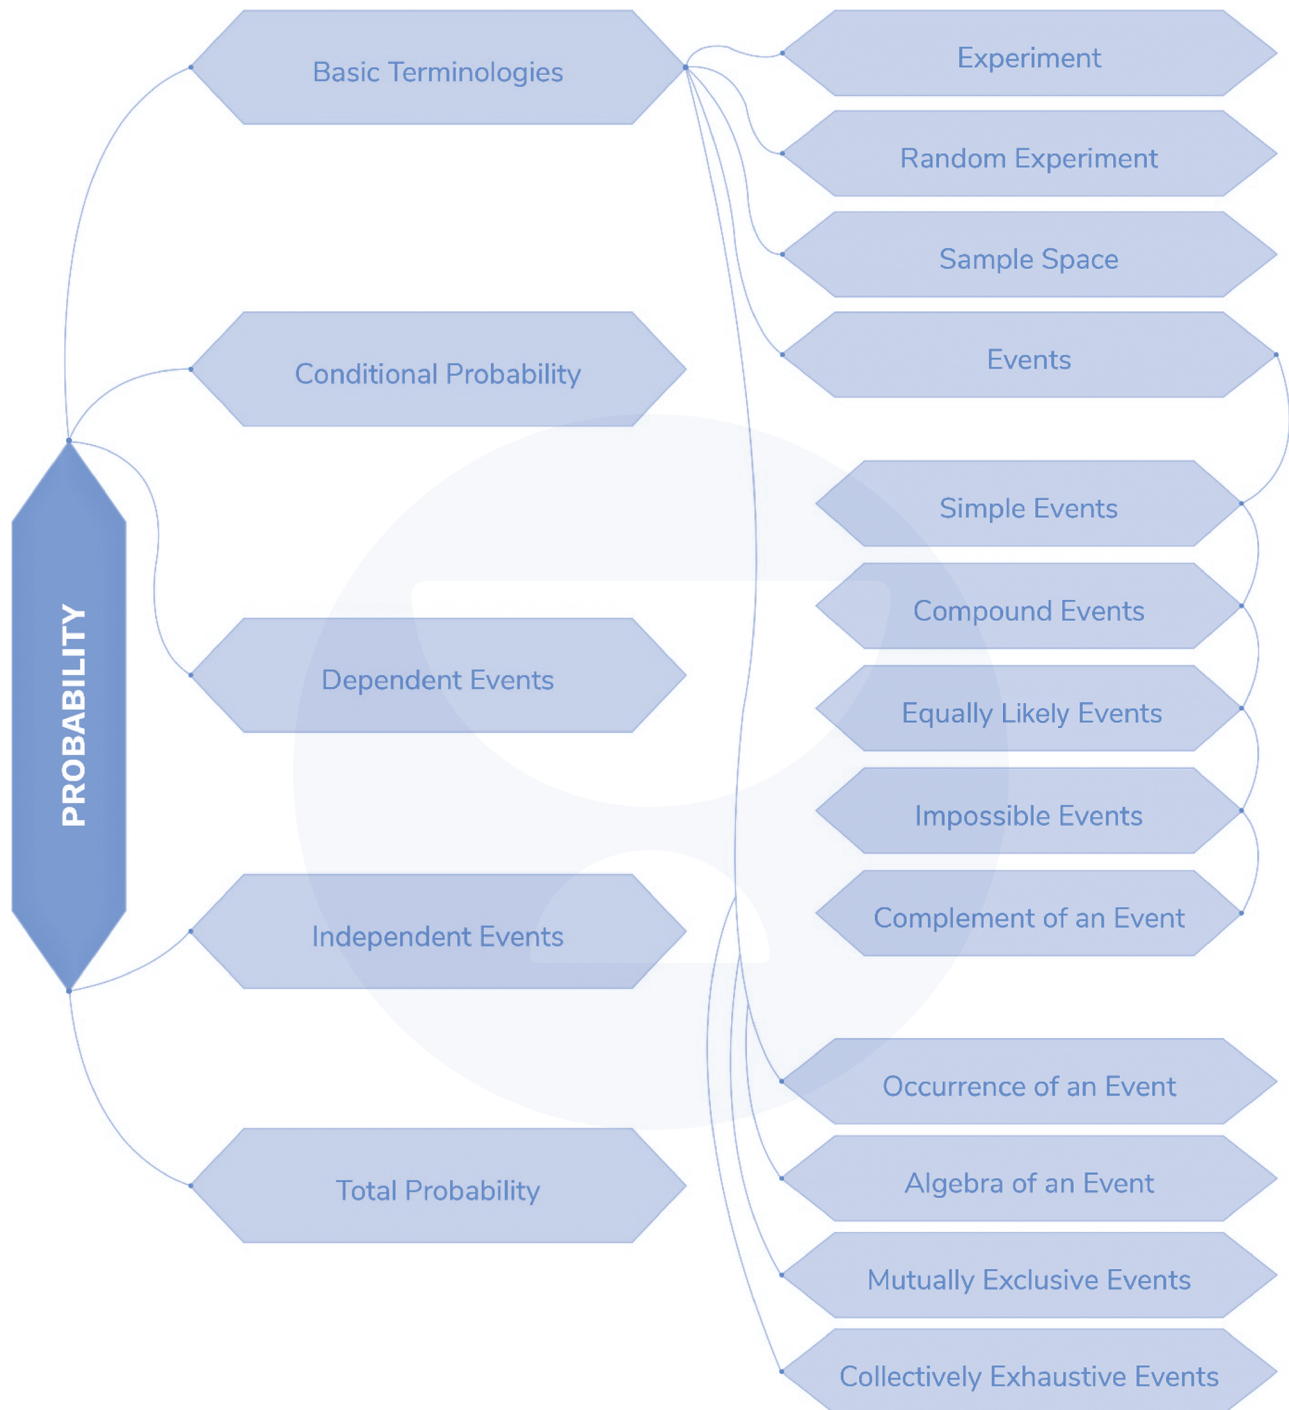 PROBABILITY
Basic Terminologies
Conditional Probability
Dependent Events
Independent Events
Total Probability
Experiment
Random Experiment
Sample Space
Events
Simple Events
Compound Events
Equally Likely Events
Impossible Events
Complement of an Event
Occurrence of an Event
Algebra of an Event
Mutually Exclusive Events
Collectively Exhaustive Events